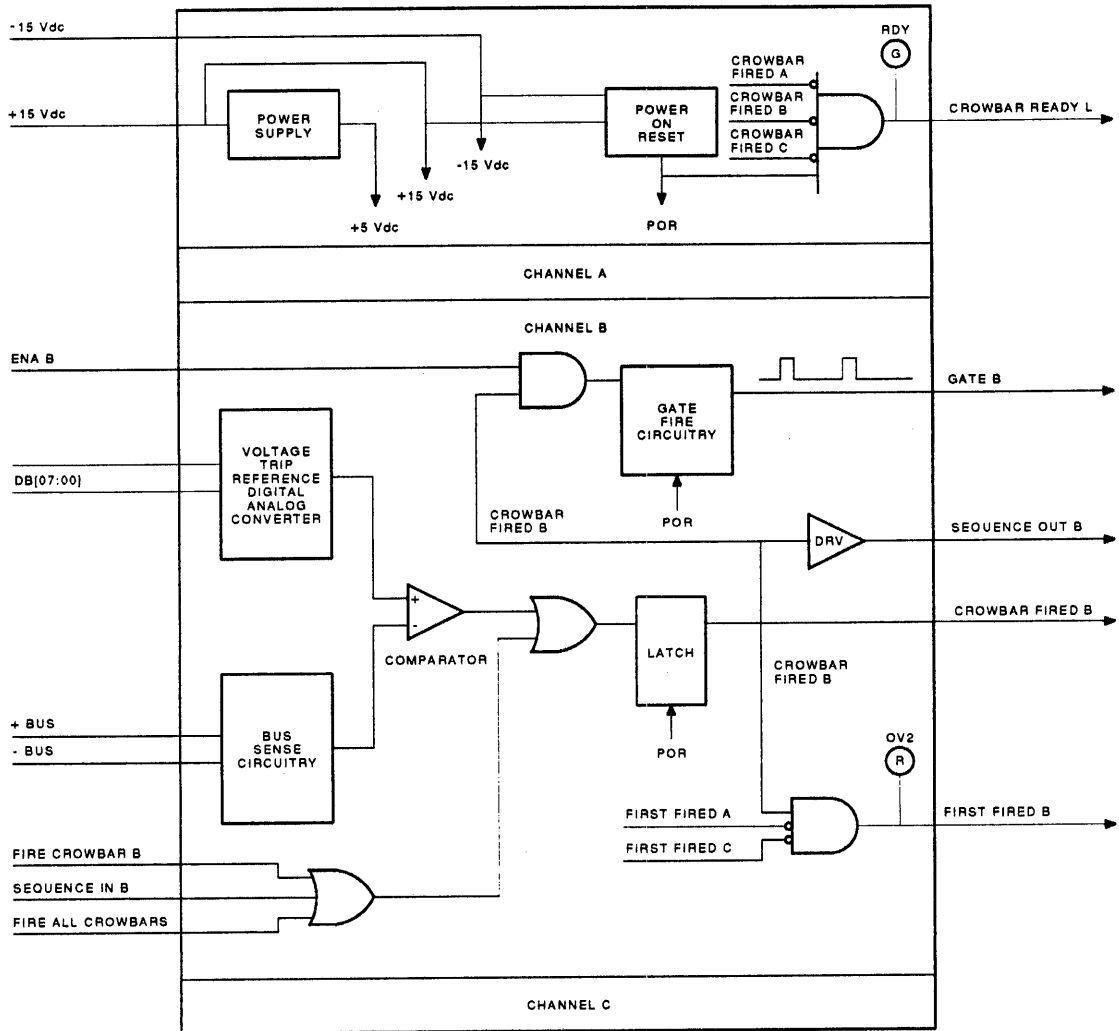 -15 Vdc
+15 Vdc
POWER
SUPPLY
+5 Vdc
+15 Vdc
-15 Vdc
POWER
ON
RESET
POR
CROWBAR
FIRED A
CROWBAR
FIRED B
CROWBAR
FIRED C
RDY
G
CROWBAR READY L
CHANNEL A
CHANNEL B
ENA B
GATE
FIRE
CIRCUITRY
POR
GATE B
VOLTAGE
TRIP
REFERENCE
DIGITAL
ANALOG
CONVERTER
DB[07:00]
CROWBAR
FIRED B
DRV
SEQUENCE OUT B
+
-
COMPARATOR
LATCH
POR
CROWBAR FIRED B
CROWBAR
FIRED B
+ BUS
- BUS
BUS
SENSE
CIRCUITRY
OV2
R
FIRST FIRED A
FIRST FIRED C
FIRST FIRED B
FIRE CROWBAR B
SEQUENCE IN B
FIRE ALL CROWBARS
CHANNEL C